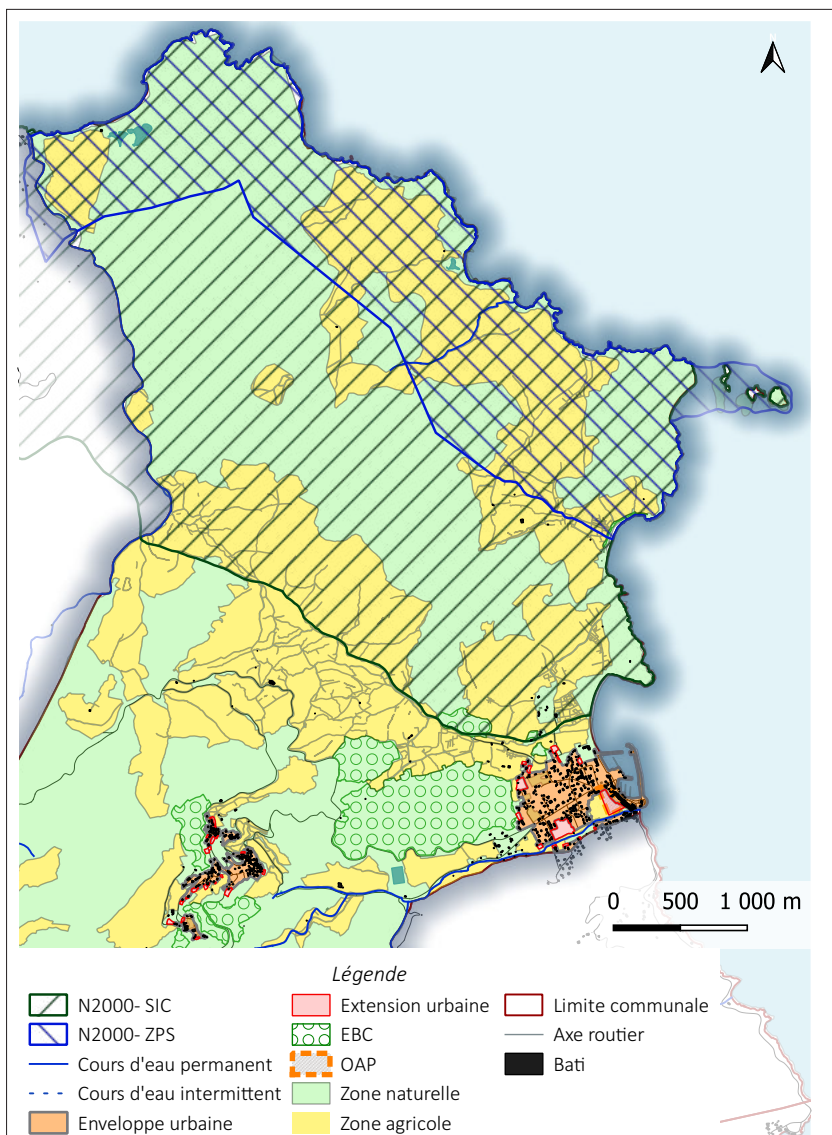 N
0 500 1 000 m
Légende
N2000- SIC
N2000- ZPS
Cours d'eau permanent
Cours d'eau intermittent
Enveloppe urbaine
Extension urbaine
EBC
OAP
Zone naturelle
Zone agricole
Limite communale
Axe routier
Bati